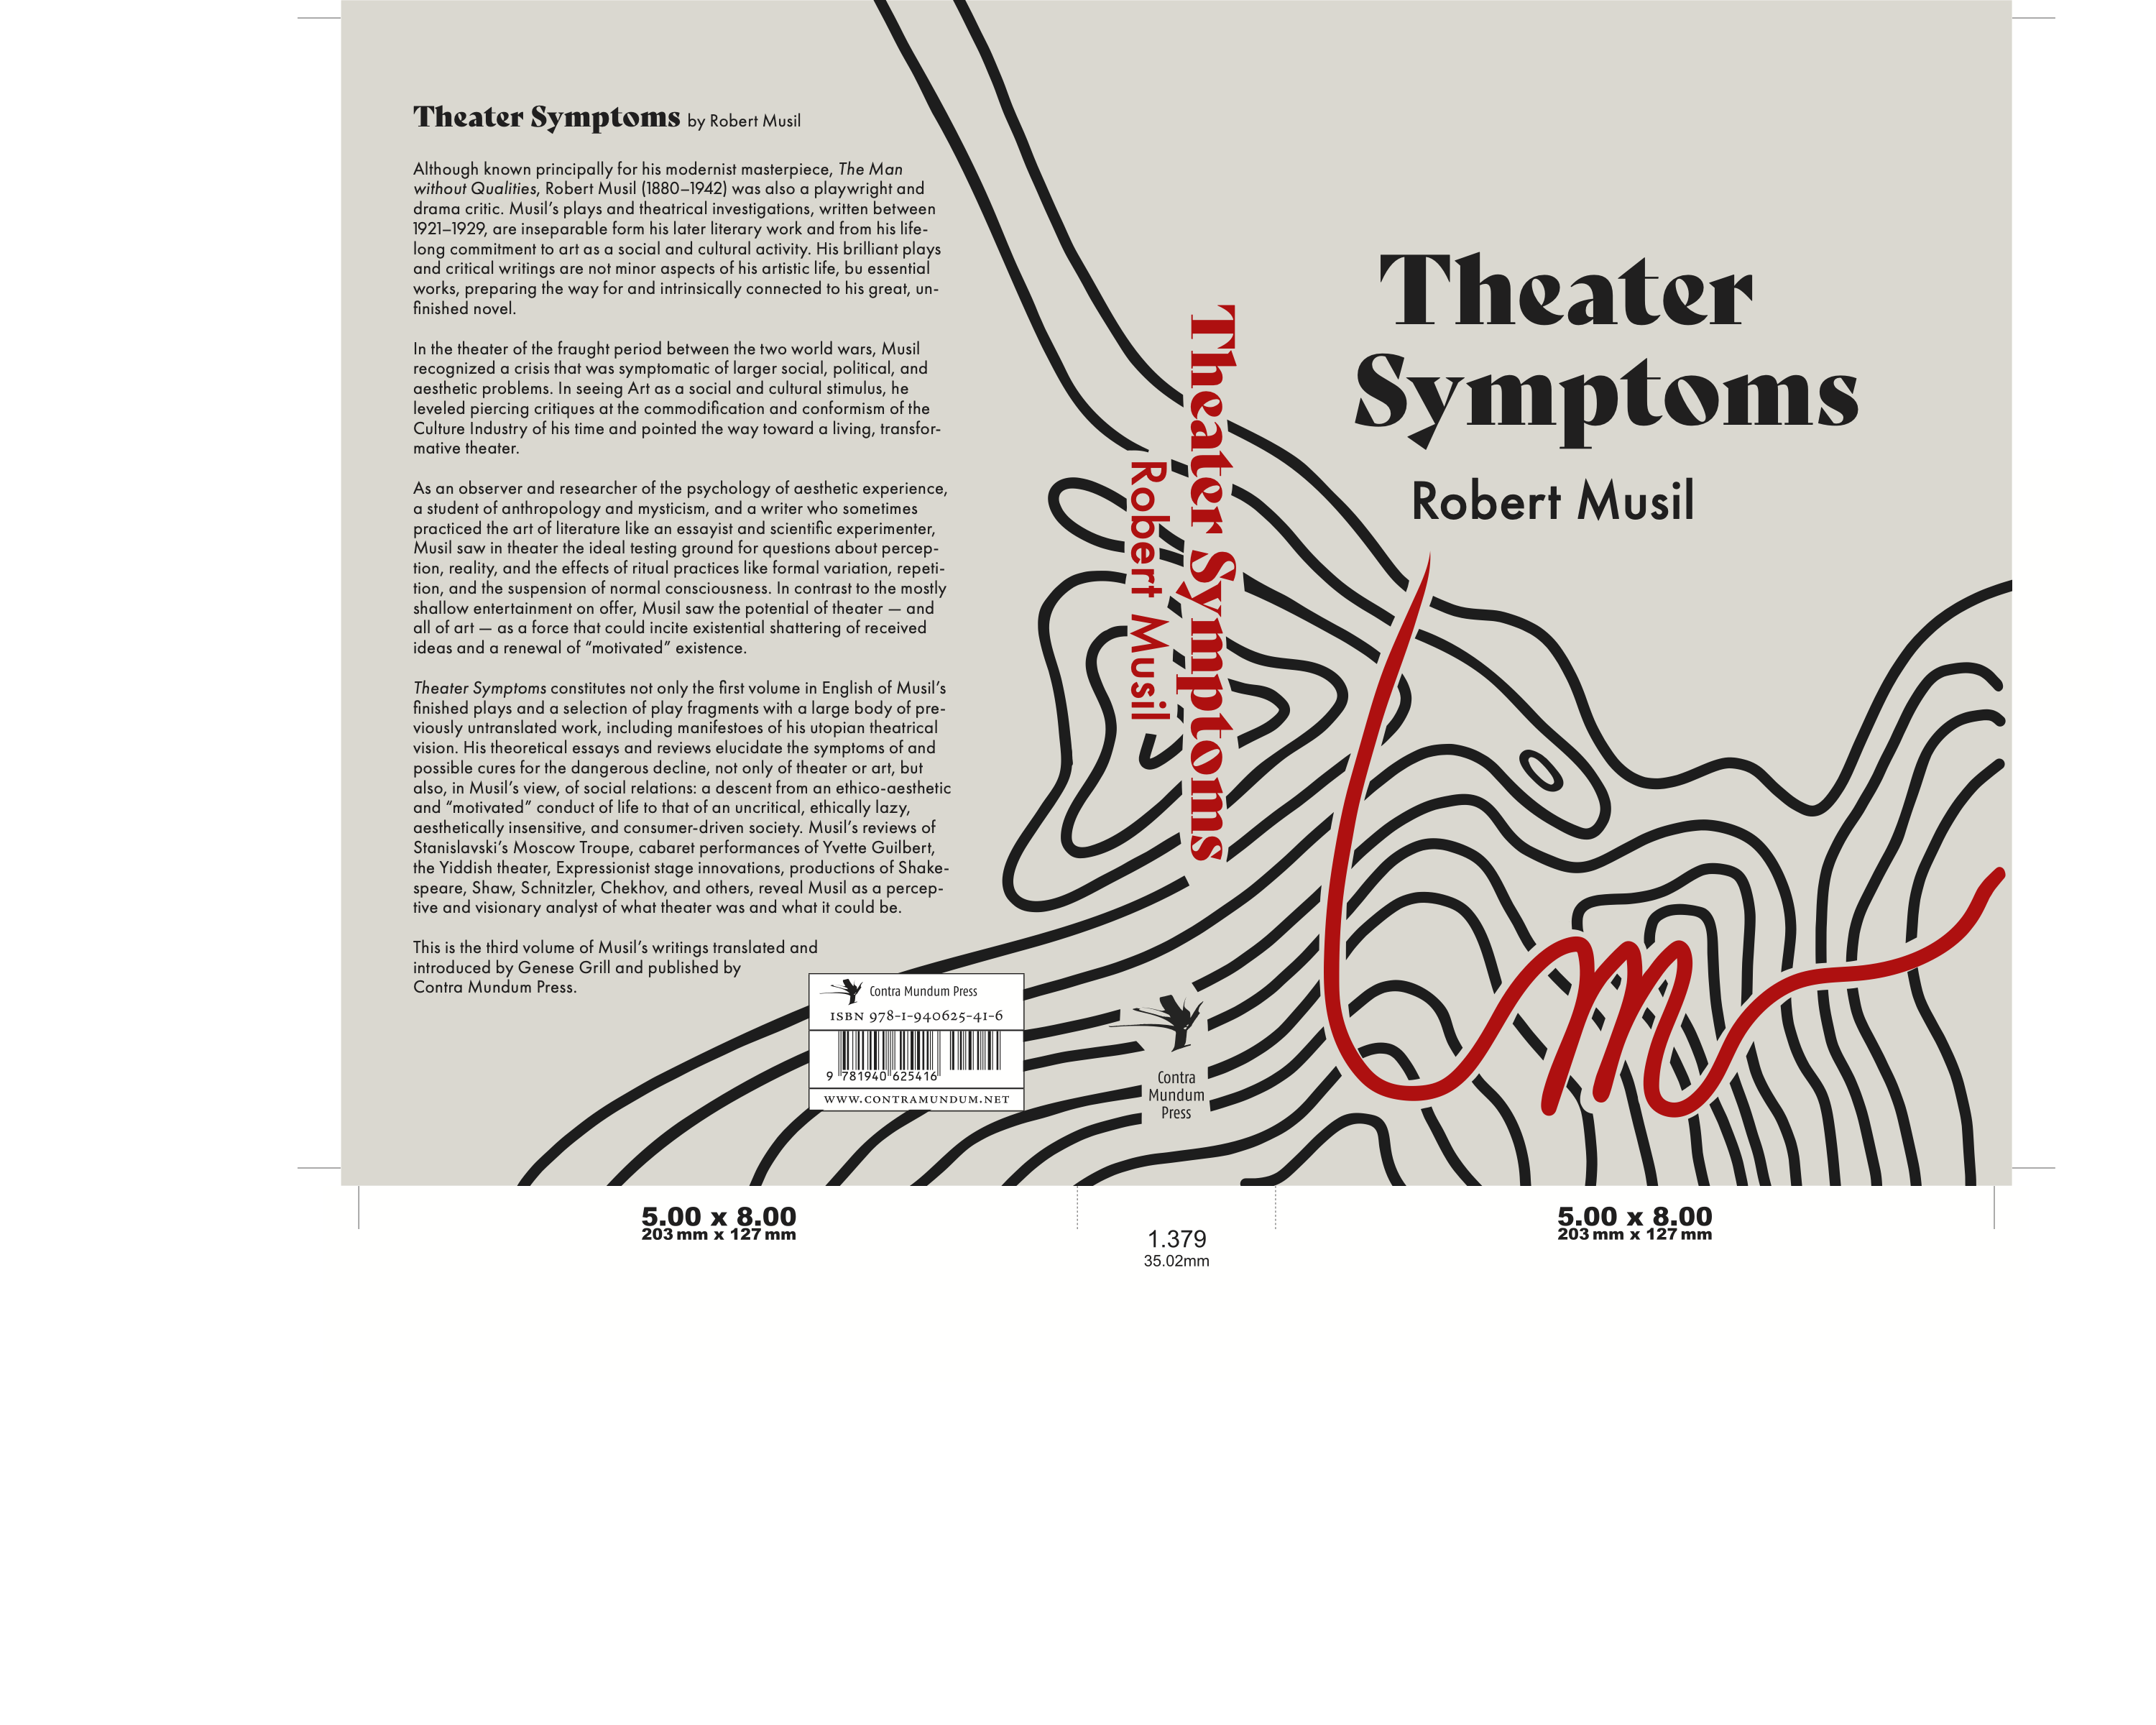 Theater Symptoms by Robert Musil
Although known principally for his modernist masterpiece, The Man
without Qualities, Robert Musil (1880–1942) was also a playwright and
drama critic. Musil’s plays and theatrical investigations, written between
1921–1929, are inseparable form his later literary work and from his life-
long commitment to art as a social and cultural activity. His brilliant plays
and critical writings are not minor aspects of his artistic life, bu essential
works, preparing the way for and intrinsically connected to his great, un-
finished novel.
In the theater of the fraught period between the two world wars, Musil
recognized a crisis that was symptomatic of larger social, political, and
aesthetic problems. In seeing Art as a social and cultural stimulus, he
leveled piercing critiques at the commodification and conformism of the
Culture Industry of his time and pointed the way toward a living, transfor-
mative theater.
As an observer and researcher of the psychology of aesthetic experience,
a student of anthropology and mysticism, and a writer who sometimes
practiced the art of literature like an essayist and scientific experimenter,
Musil saw in theater the ideal testing ground for questions about percep-
tion, reality, and the effects of ritual practices like formal variation, repeti-
tion, and the suspension of normal consciousness. In contrast to the mostly
shallow entertainment on offer, Musil saw the potential of theater — and
all of art — as a force that could incite existential shattering of received
ideas and a renewal of “motivated” existence.
Theater Symptoms constitutes not only the first volume in English of Musil’s
finished plays and a selection of play fragments with a large body of pre-
viously untranslated work, including manifestoes of his utopian theatrical
vision. His theoretical essays and reviews elucidate the symptoms of and
possible cures for the dangerous decline, not only of theater or art, but
also, in Musil’s view, of social relations: a descent from an ethico-aesthetic
and “motivated” conduct of life to that of an uncritical, ethically lazy,
aesthetically insensitive, and consumer-driven society. Musil’s reviews of
Stanislavski’s Moscow Troupe, cabaret performances of Yvette Guilbert,
the Yiddish theater, Expressionist stage innovations, productions of Shake-
speare, Shaw, Schnitzler, Chekhov, and others, reveal Musil as a percep-
tive and visionary analyst of what theater was and what it could be.
This is the third volume of Musil’s writings translated and
introduced by Genese Grill and published by
Contra Mundum Press.
Contra Mundum Press
ISBN 978-1-940625-41-6
9 781940 625416
WWW.CONTRAMUNDUM.NET
Theater Symptoms
Robert Musil
Contra
Mundum
Press
Theater
Symptoms
Robert Musil
5.00 x 8.00
203 mm x 127 mm
1.379
35.02mm
5.00 x 8.00
203 mm x 127 mm